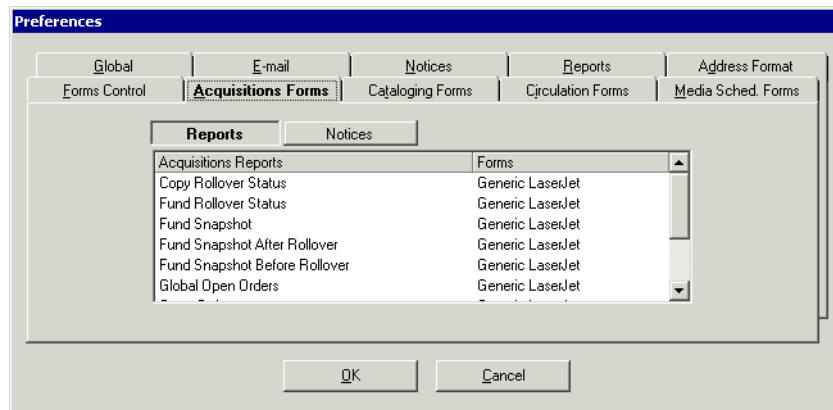 Preferences
Global E-mail Notices Reports Address Format
Forms Control Acquisitions Forms Cataloging Forms Circulation Forms Media Sched. Forms
Reports Notices
Acquisitions Reports Forms
Copy Rollover Status Generic LaserJet
Fund Rollover Status Generic LaserJet
Fund Snapshot Generic LaserJet
Fund Snapshot After Rollover Generic LaserJet
Fund Snapshot Before Rollover Generic LaserJet
Global Open Orders Generic LaserJet
OK Cancel